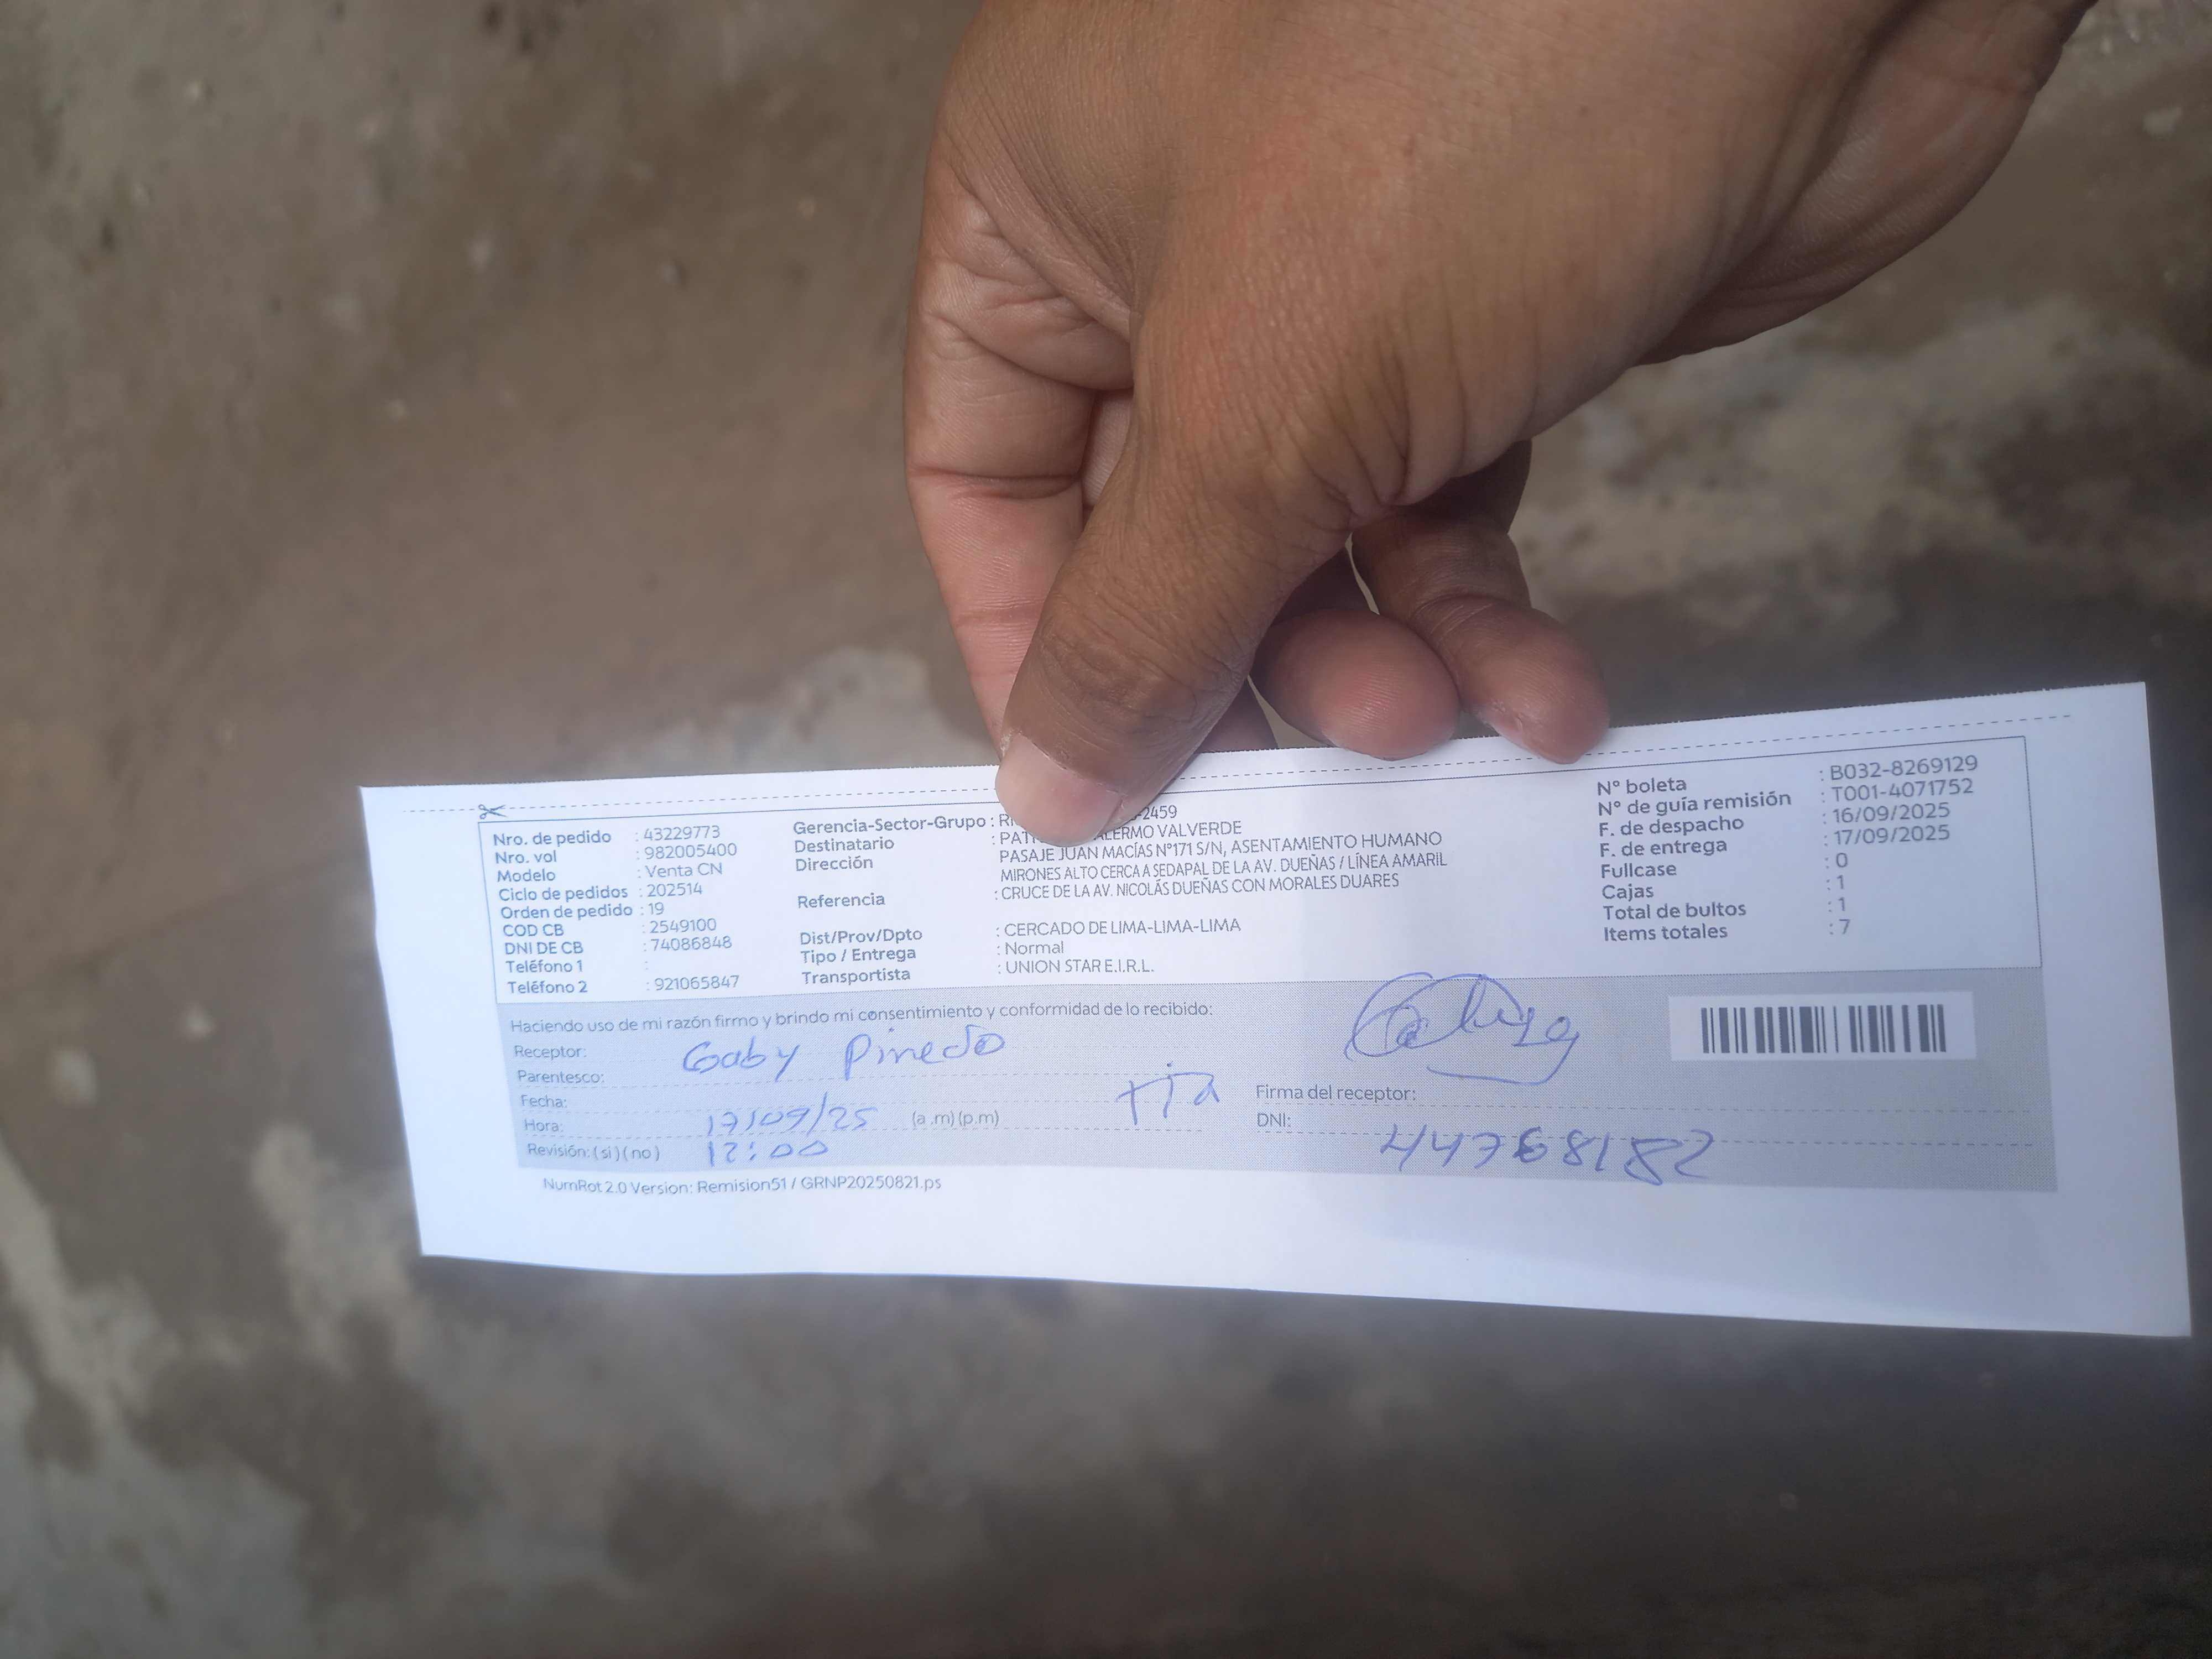 Nro. de pedido : 43229773
Nro. vol : 982005400
Modelo : Venta CN
Ciclo de pedidos : 202514
Orden de pedido : 19
COD CB : 2549100
DNI DE CB : 74086848
Teléfono 1 :
Teléfono 2 : 921065847
Gerencia-Sector-Grupo : -2459
Destinatario : VALVERDE
Dirección PASAJE JUAN MACÍAS N°171 S/N, ASENTAMIENTO HUMANO
MIRONES ALTO CERCA A SEDAPAL DE LA AV. DUEÑAS / LÍNEA AMARIL
Referencia : CRUCE DE LA AV. NICOLÁS DUEÑAS CON MORALES DUARES
Dist/Prov/Dpto : CERCADO DE LIMA-LIMA-LIMA
Tipo / Entrega : Normal
Transportista : UNION STAR E.I.R.L.
N° boleta : B032-8269129
N° de guía remisión : T001-4071752
F. de despacho : 16/09/2025
F. de entrega : 17/09/2025
Fullcase : 0
Cajas : 1
Total de bultos : 1
Items totales : 7
Haciendo uso de mi razón firmo y brindo mi consentimiento y conformidad de lo recibido:
Receptor: Gaby Pinedo
Parentesco: tia
Fecha: 17/09/25
Hora: 12:00 (a .m) (p.m)
Revisión: ( si ) ( no )
Firma del receptor:
DNI: 44768182
NumRot 2.0 Version: Remision51 / GRNP20250821.ps